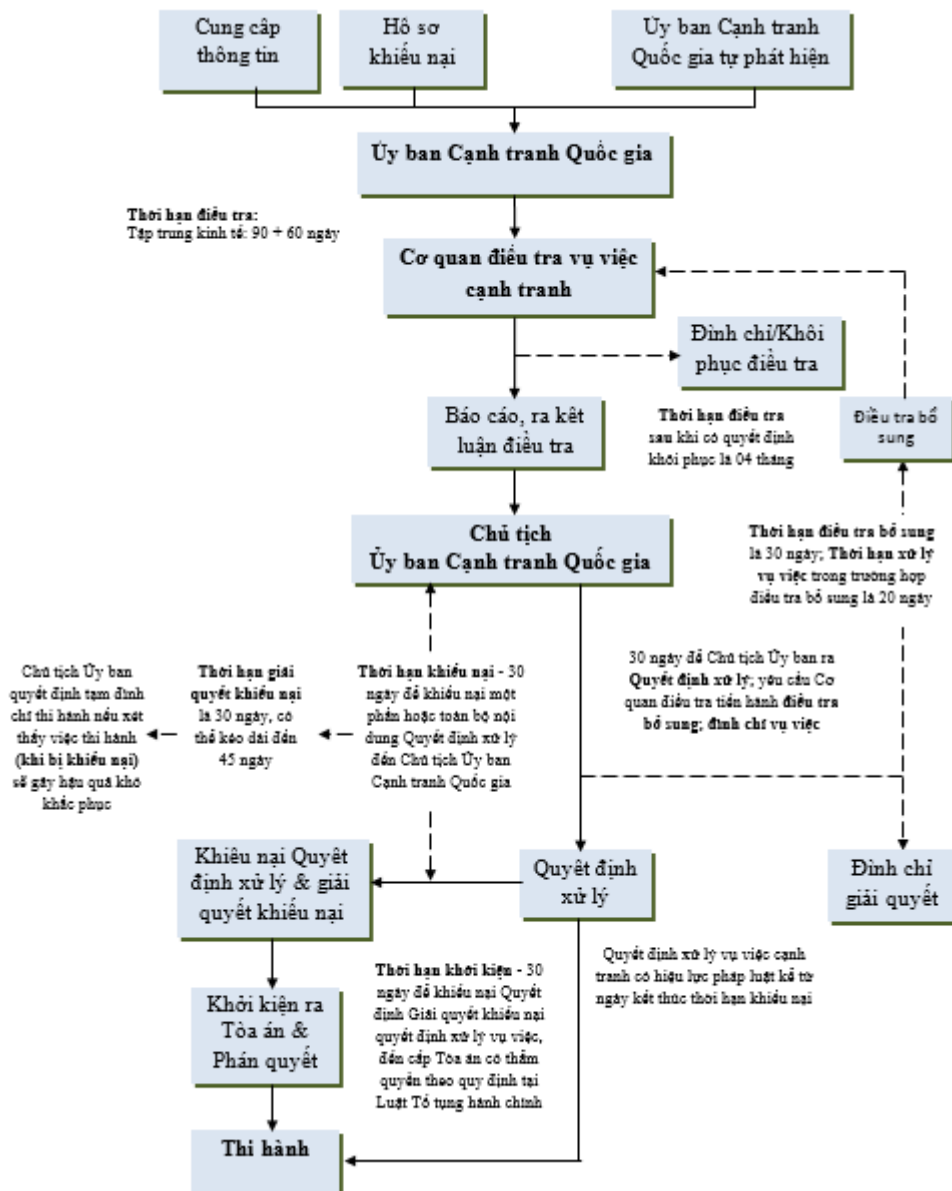 Cung cấp
thông tin
Hồ sơ
khiếu nại
Ủy ban Cạnh tranh
Quốc gia tự phát hiện
Ủy ban Cạnh tranh Quốc gia
Thời hạn điều tra:
Tập trung kinh tế: 90 + 60 ngày
Cơ quan điều tra vụ việc
cạnh tranh
Đình chỉ/Khôi
phục điều tra
Báo cáo, ra kết
luận điều tra
Thời hạn điều tra
sau khi có quyết định
khôi phục là 04 tháng
Điều tra bổ
sung
Chủ tịch
Ủy ban Cạnh tranh Quốc gia
Thời hạn điều tra bổ sung
là 30 ngày; Thời hạn xử lý
vụ việc trong trường hợp
điều tra bổ sung là 20 ngày
Chủ tịch Ủy ban
quyết định tạm đình
chỉ thi hành nếu xét
thấy việc thi hành
(khi bị khiếu nại)
sẽ gây hậu quả khó
khắc phục
Thời hạn giải
quyết khiếu nại
là 30 ngày, có
thể kéo dài đến
45 ngày
Thời hạn khiếu nại - 30
ngày để khiếu nại một
phần hoặc toàn bộ nội
dung Quyết định xử lý
đến Chủ tịch Ủy ban
Cạnh tranh Quốc gia
30 ngày để Chủ tịch Ủy ban ra
Quyết định xử lý; yêu cầu Cơ
quan điều tra tiến hành điều tra
bổ sung; đình chỉ vụ việc
Khiếu nại Quyết
định xử lý & giải
quyết khiếu nại
Quyết định
xử lý
Đình chỉ
giải quyết
Thời hạn khởi kiện - 30
ngày để khiếu nại Quyết
định Giải quyết khiếu nại
quyết định xử lý vụ việc,
đến cấp Tòa án có thẩm
quyền theo quy định tại
Luật Tố tụng hành chính
Quyết định xử lý vụ việc cạnh
tranh có hiệu lực pháp luật kể từ
ngày kết thúc thời hạn khiếu nại
Khởi kiện ra
Tòa án &
Phán quyết
Thi hành